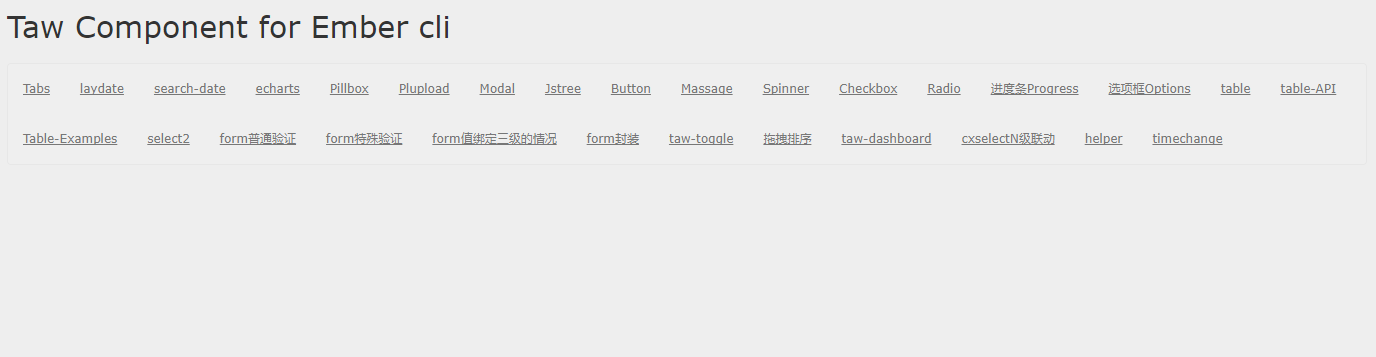 Taw Component for Ember cli
Tabs laydate search-date echarts Pillbox Plupload Modal Jstree Button Massage Spinner Checkbox Radio 进度条Progress 选项框Options table table-API
Table-Examples select2 form普通验证 form特殊验证 form值绑定三级的情况 form封装 taw-toggle 拖拽排序 taw-dashboard cxselectN级联动 helper timechange